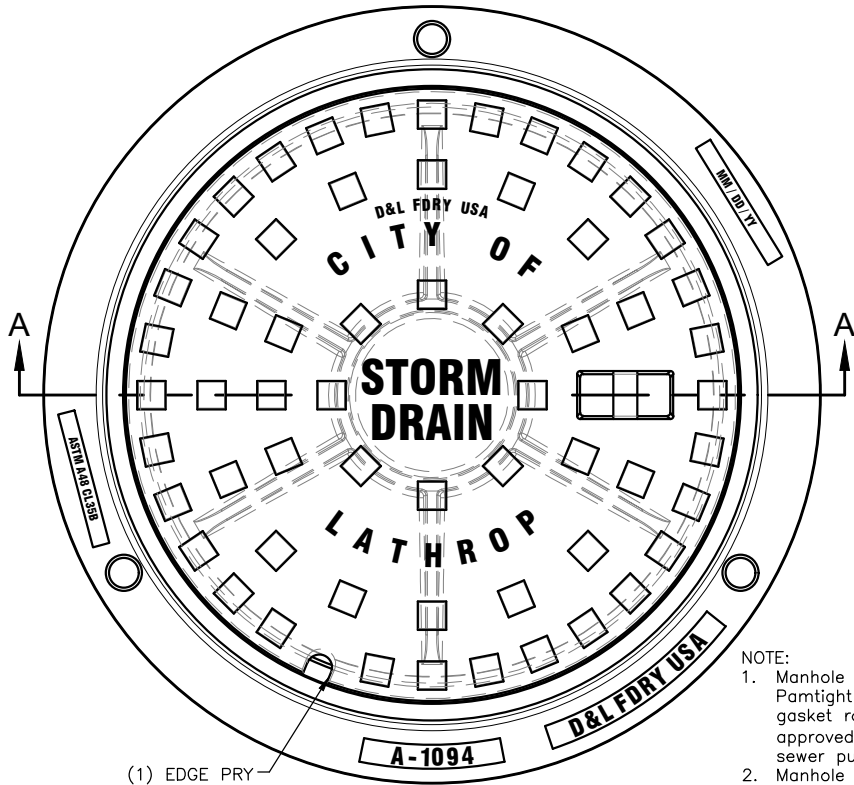 MM / DD / YY
D&L FDRY USA
CITY OF
A A
STORM
DRAIN
ASTM A48 CL35B
LATHROP
D&L FDRY USA
A-1094
(1) EDGE PRY
NOTE:
1. Manhole
Pamtight
gasket
approved
sewer
2. Manhole